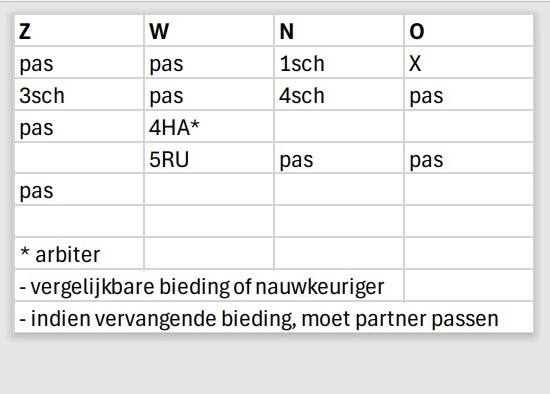 Z W N O
pas pas 1sch X
3sch pas 4sch pas
pas 4HA*
5RU pas pas
pas
* arbiter
- vergelijkbare bieding of nauwkeuriger
- indien vervangende bieding, moet partner passen